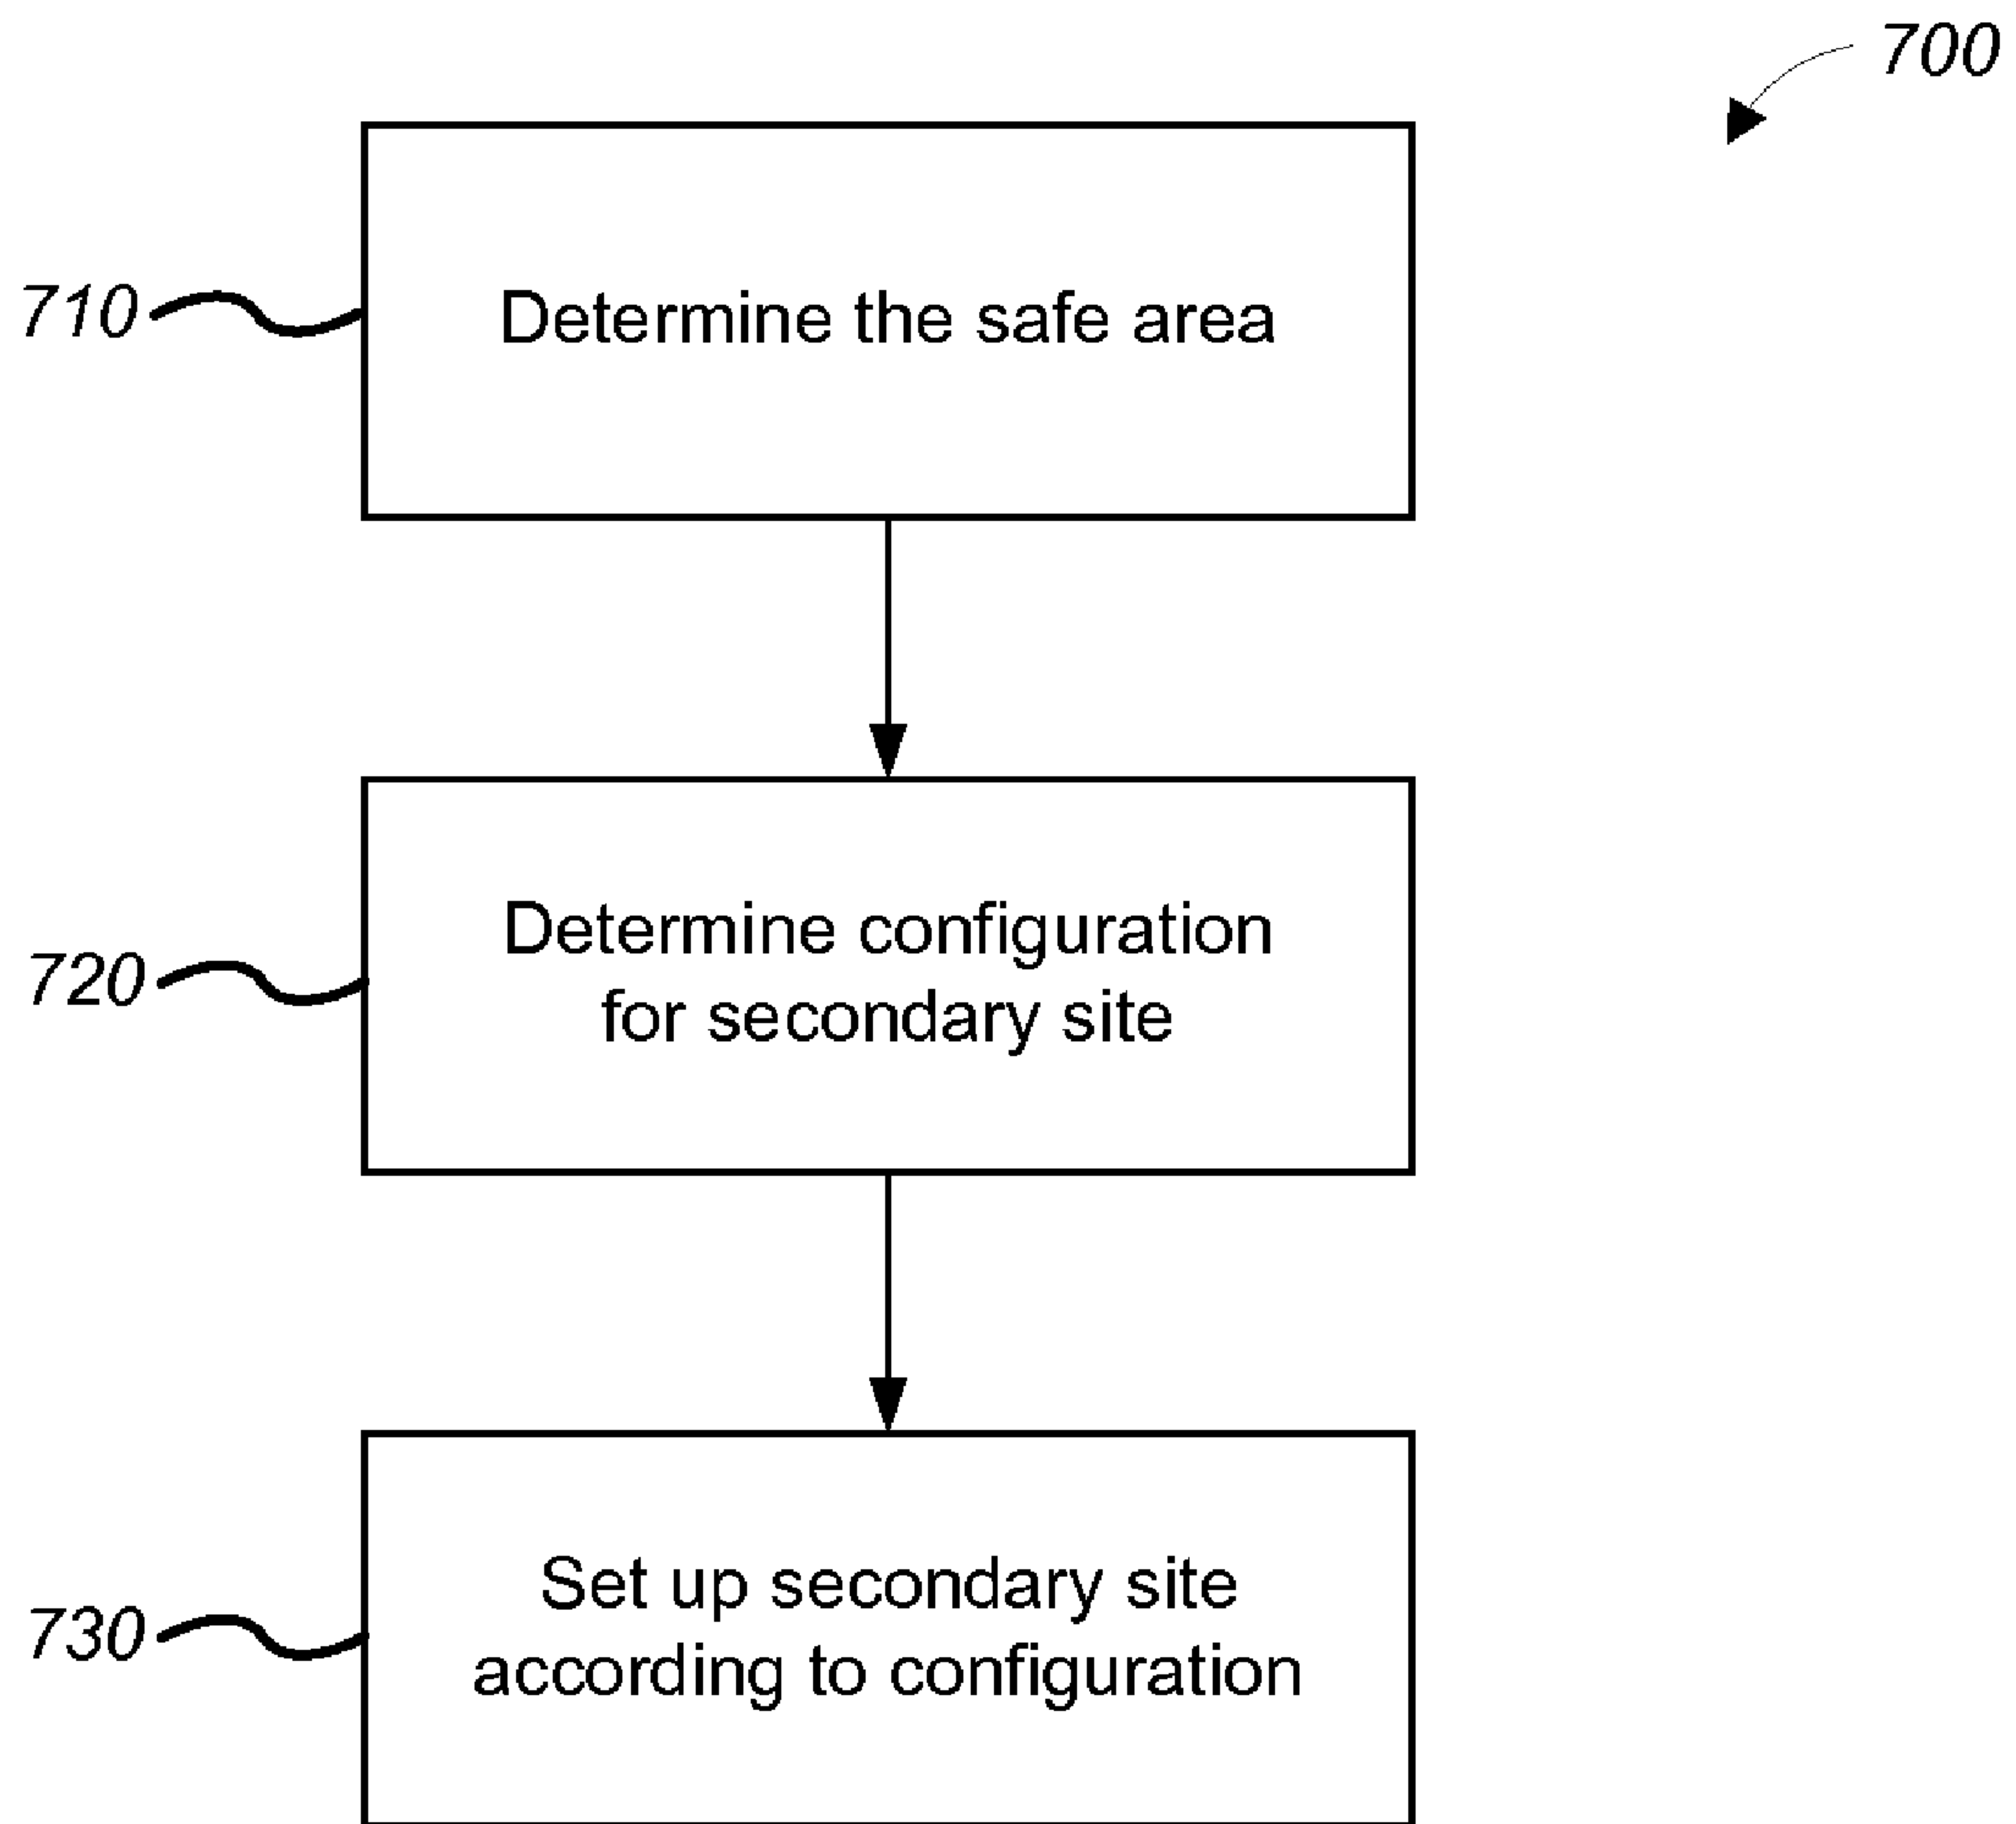 700
710
Determine the safe area
720
Determine configuration
for secondary site
730
Set up secondary site
according to configuration